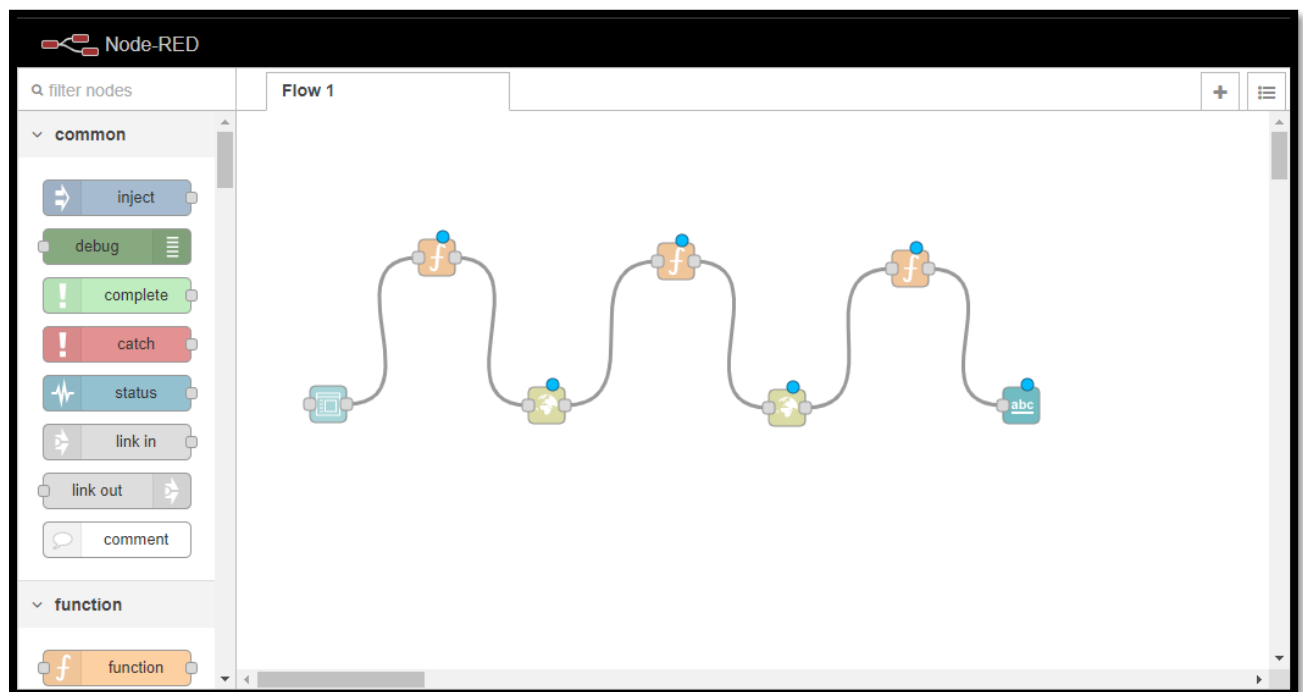 Node-RED
filter nodes
Flow 1
common
inject
debug
complete
catch
status
link in
link out
comment
function
function
abc